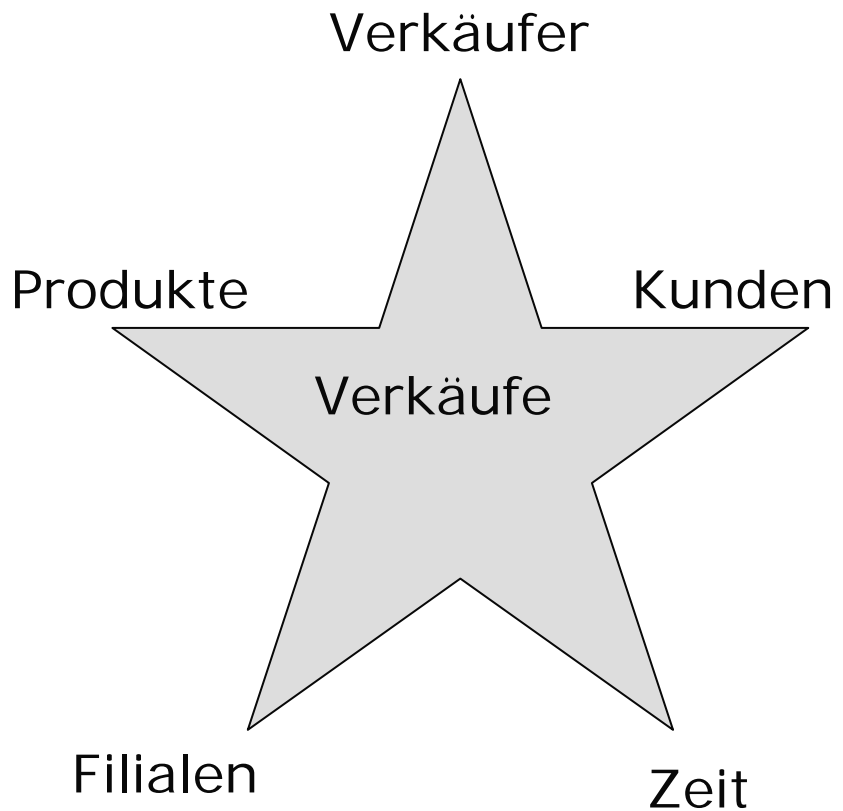 Verkäufer
Produkte
Kunden
Verkäufe
Filialen
Zeit